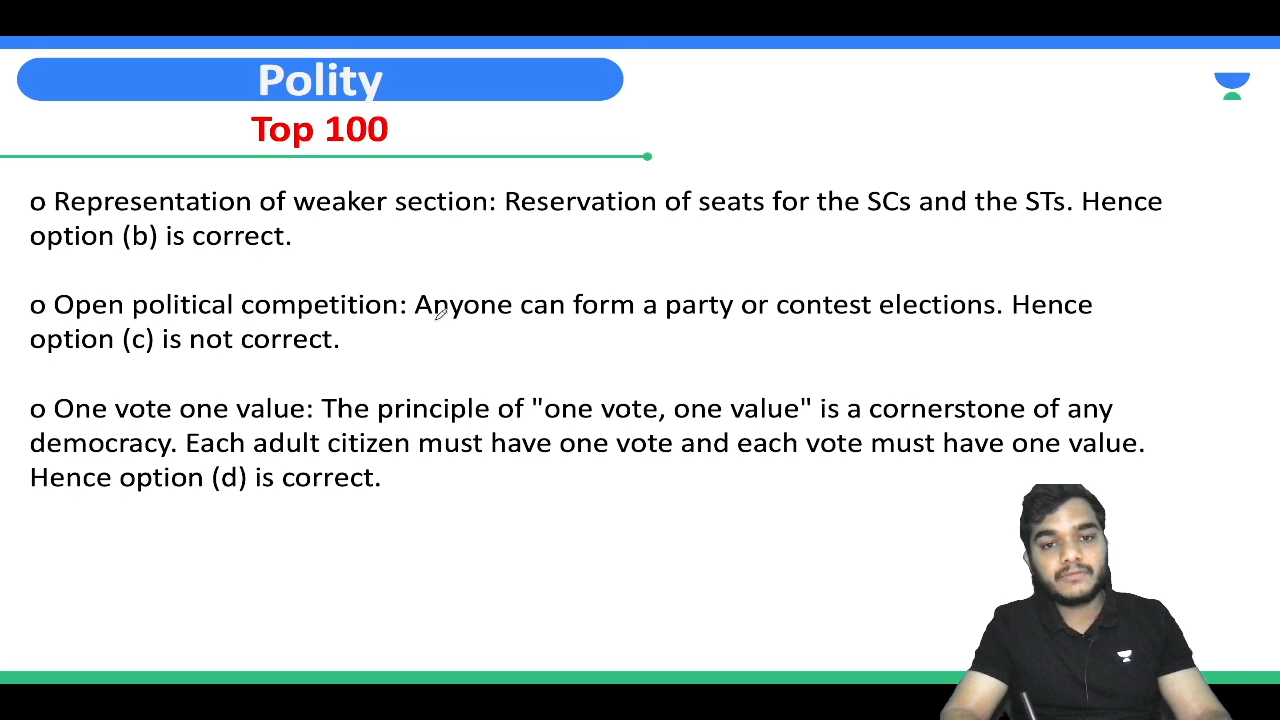 Polity
Top 100
o Representation of weaker section: Reservation of seats for the SCs and the STs. Hence
option (b) is correct.
o Open political competition: Anyone can form a party or contest elections. Hence
option (c) is not correct.
o One vote one value: The principle of "one vote, one value" is a cornerstone of any
democracy. Each adult citizen must have one vote and each vote must have one value.
Hence option (d) is correct.